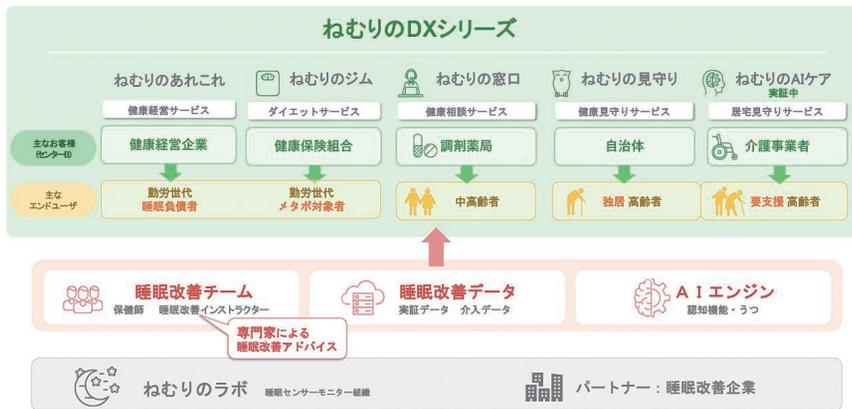 ねむりのDXシリーズ
ねむりのあれこれ
ねむりのジム
ねむりの窓口
ねむりの見守り
ねむりのAIケア
実証中
健康経営サービス
ダイエットサービス
健康相談サービス
健康見守りサービス
居宅見守りサービス
主なお客様
(センターB)
健康経営企業
健康保険組合
調剤薬局
自治体
介護事業者
主な
エンドユーザ
勤労世代
睡眠負債者
勤労世代
メタボ対象者
中高齢者
独居 高齢者
要支援 高齢者
睡眠改善チーム
保健師 睡眠改善インストラクター
睡眠改善データ
実証データ 介入データ
AIエンジン
認知機能・うつ
専門家による
睡眠改善アドバイス
ねむりのラボ 睡眠センサーモニター組織
パートナー：睡眠改善企業